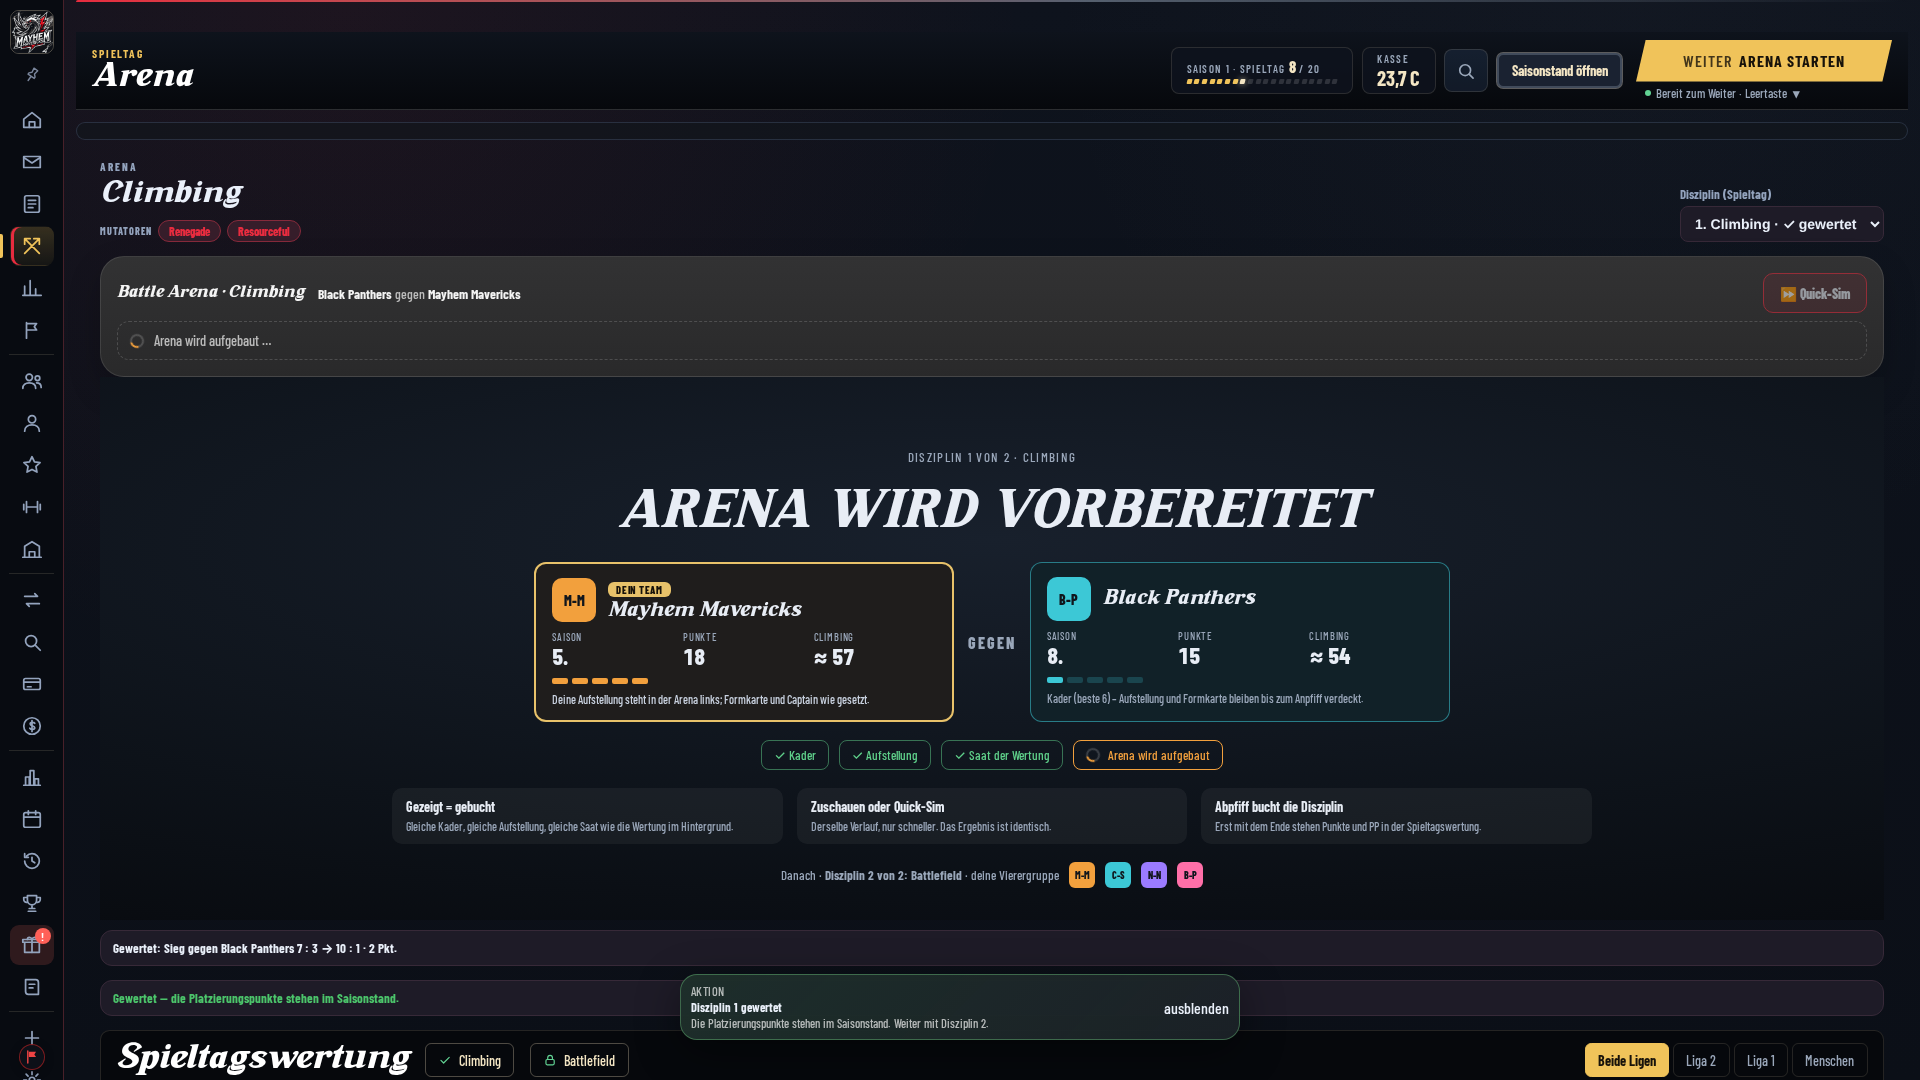 MAYHEM
SPIELTAG
Arena
SAISON 1 · SPIELTAG 8 / 20
KASSE
23,7 C
Saisonstand öffnen
WEITER ARENA STARTEN
Bereit zum Weiter · Leertaste ▼
ARENA
Climbing
MUTATOREN Renegade Resourceful
Disziplin (Spieltag)
1. Climbing · ✓ gewertet
Battle Arena · Climbing Black Panthers gegen Mayhem Mavericks
⏩ Quick-Sim
Arena wird aufgebaut ...
DISZIPLIN 1 VON 2 · CLIMBING
ARENA WIRD VORBEREITET
M-M
DEIN TEAM
Mayhem Mavericks
SAISON PUNKTE CLIMBING
5. 18 ≈ 57
Deine Aufstellung steht in der Arena links; Formkarte und Captain wie gesetzt.
GEGEN
B-P
Black Panthers
SAISON PUNKTE CLIMBING
8. 15 ≈ 54
Kader (beste 6) – Aufstellung und Formkarte bleiben bis zum Anpfiff verdeckt.
✓ Kader ✓ Aufstellung ✓ Saat der Wertung Arena wird aufgebaut
Gezeigt = gebucht
Gleiche Kader, gleiche Aufstellung, gleiche Saat wie die Wertung im Hintergrund.
Zuschauen oder Quick-Sim
Derselbe Verlauf, nur schneller. Das Ergebnis ist identisch.
Abpfiff bucht die Disziplin
Erst mit dem Ende stehen Punkte und PP in der Spieltagswertung.
Danach · Disziplin 2 von 2: Battlefield · deine Vierergruppe M-M C-S N-N B-P
Gewertet: Sieg gegen Black Panthers 7 : 3 → 10 : 1 · 2 Pkt.
Gewertet — die Platzierungspunkte stehen im Saisonstand.
AKTION
Disziplin 1 gewertet
Die Platzierungspunkte stehen im Saisonstand. Weiter mit Disziplin 2.
ausblenden
!
Spieltagswertung ✓ Climbing Battlefield
Beide Ligen Liga 2 Liga 1 Menschen